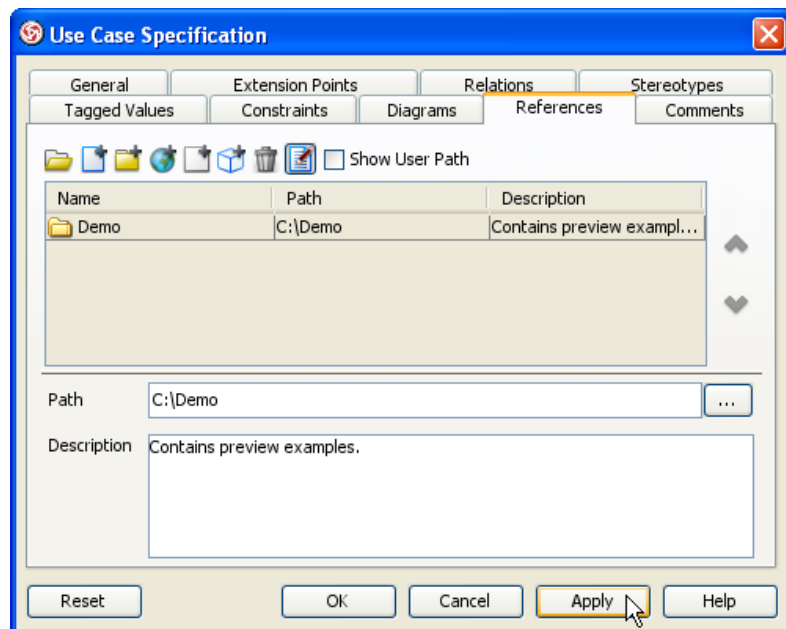 Use Case Specification
General Extension Points Relations Stereotypes
Tagged Values Constraints Diagrams References Comments
Show User Path
Name Path Description
Demo C:\Demo Contains preview exampl...
Path C:\Demo ...
Description Contains preview examples.
Reset OK Cancel Apply Help